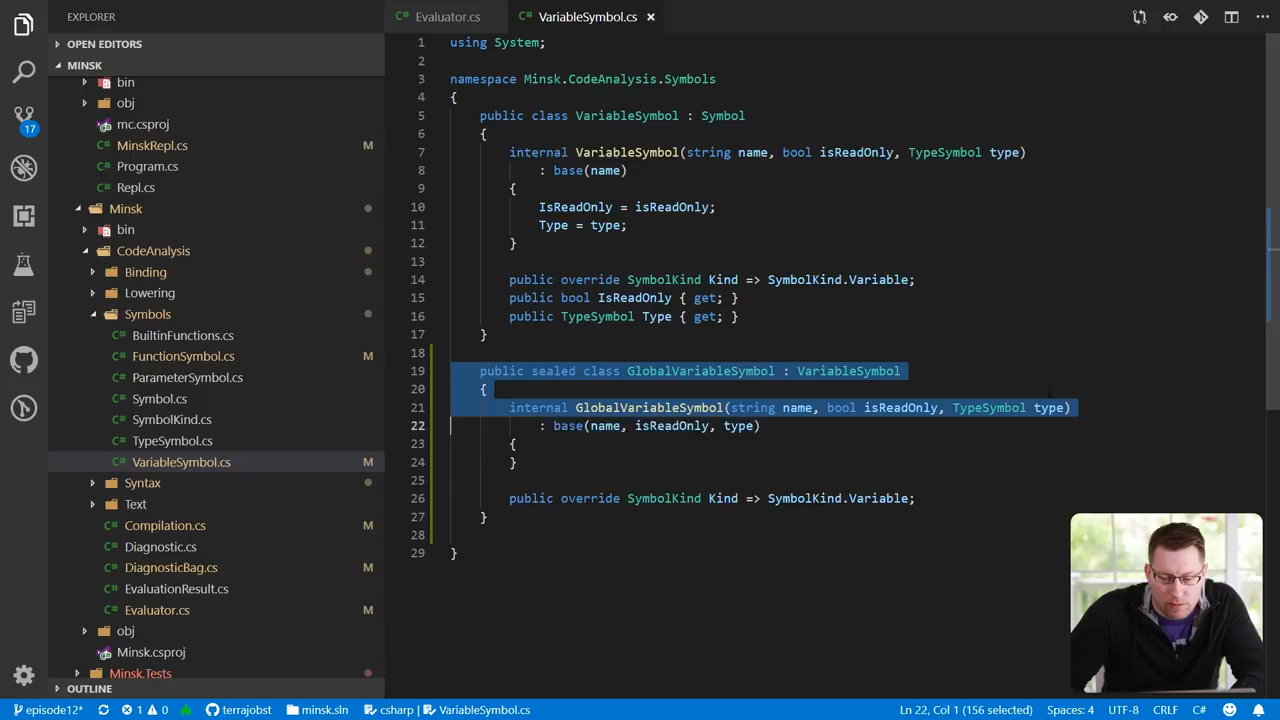 EXPLORER
OPEN EDITORS
MINSK
bin
obj
mc.csproj
MinskRepl.cs M
Program.cs
Repl.cs
Minsk
bin
CodeAnalysis
Binding
Lowering
Symbols
BuiltinFunctions.cs
FunctionSymbol.cs M
ParameterSymbol.cs
Symbol.cs
SymbolKind.cs
TypeSymbol.cs
VariableSymbol.cs M
Syntax
Text
Compilation.cs M
Diagnostic.cs
DiagnosticBag.cs M
EvaluationResult.cs
Evaluator.cs M
obj
Minsk.csproj
Minsk.Tests
OUTLINE
17
Evaluator.cs VariableSymbol.cs
1 using System;
2
3 namespace Minsk.CodeAnalysis.Symbols
4 {
5 public class VariableSymbol : Symbol
6 {
7 internal VariableSymbol(string name, bool isReadOnly, TypeSymbol type)
8 : base(name)
9 {
10 IsReadOnly = isReadOnly;
11 Type = type;
12 }
13
14 public override SymbolKind Kind => SymbolKind.Variable;
15 public bool IsReadOnly { get; }
16 public TypeSymbol Type { get; }
17 }
18
19 public sealed class GlobalVariableSymbol : VariableSymbol
20 {
21 internal GlobalVariableSymbol(string name, bool isReadOnly, TypeSymbol type)
22 : base(name, isReadOnly, type)
23 {
24 }
25
26 public override SymbolKind Kind => SymbolKind.Variable;
27 }
28
29 }
episode12* 1 0 terrajobst minsk.sln csharp | VariableSymbol.cs Ln 22, Col 1 (156 selected) Spaces: 4 UTF-8 CRLF C#